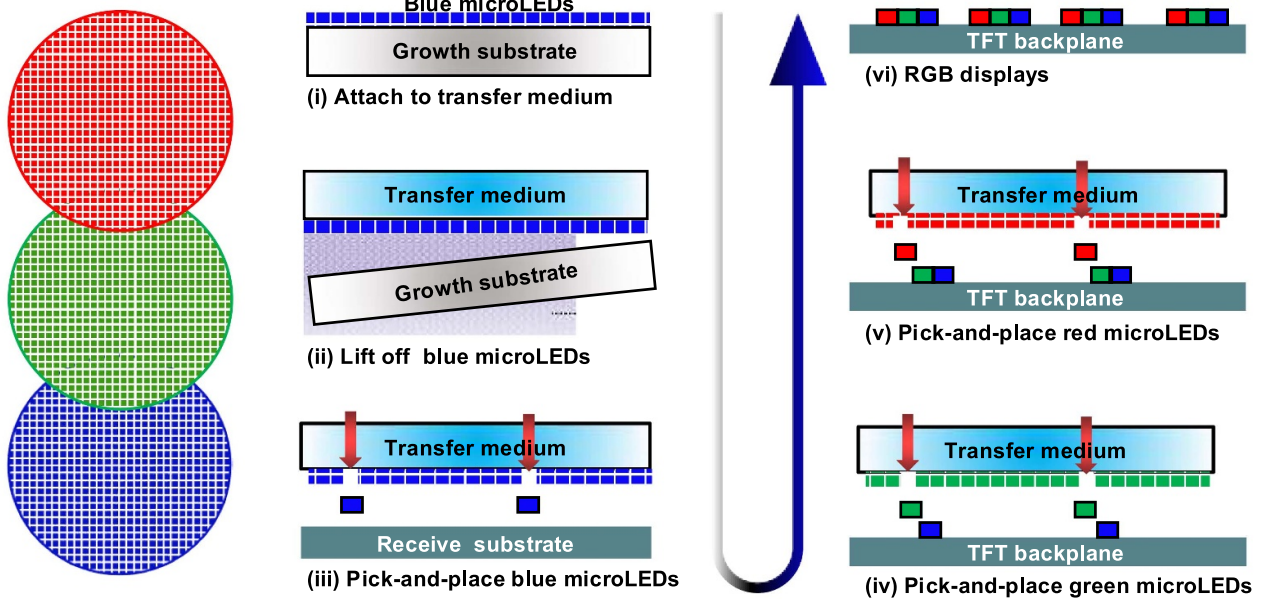 Blue microLEDs
Growth substrate
(i) Attach to transfer medium
Transfer medium
Growth substrate
(ii) Lift off blue microLEDs
Transfer medium
Receive substrate
(iii) Pick-and-place blue microLEDs
TFT backplane
(vi) RGB displays
Transfer medium
TFT backplane
(v) Pick-and-place red microLEDs
Transfer medium
TFT backplane
(iv) Pick-and-place green microLEDs